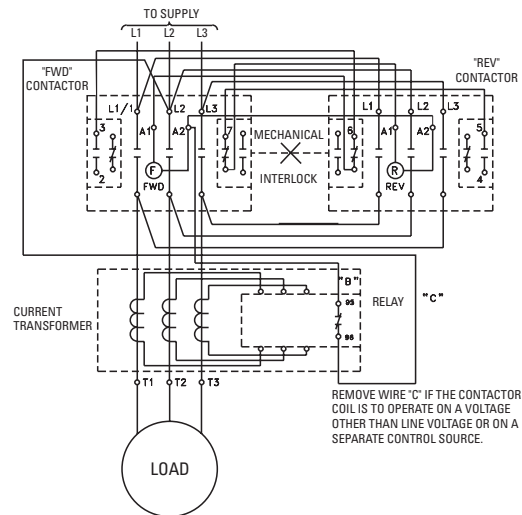 TO SUPPLY
L1 L2 L3
"FWD"
CONTACTOR
"REV"
CONTACTOR
L1/1 L2 L3
L1 L2 L3
3 A1 A2 7
MECHANICAL
6 A1 A2 5
2 F
FWD
INTERLOCK
R
REV
4
"B"
RELAY
"C"
95
96
CURRENT
TRANSFORMER
T1 T2 T3
REMOVE WIRE "C" IF THE CONTACTOR
COIL IS TO OPERATE ON A VOLTAGE
OTHER THAN LINE VOLTAGE OR ON A
SEPARATE CONTROL SOURCE.
LOAD